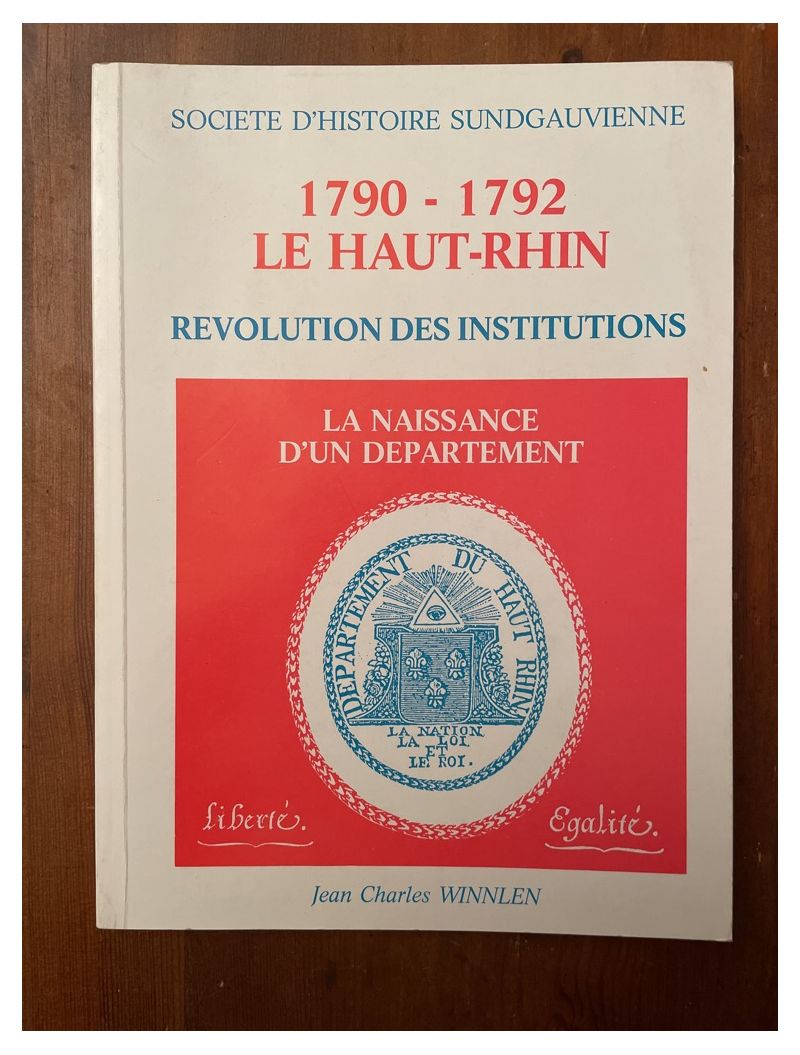 SOCIETE D'HISTOIRE SUNDGAUVIENNE
1790 - 1792
LE HAUT-RHIN
REVOLUTION DES INSTITUTIONS
LA NAISSANCE
D'UN DEPARTEMENT
DEPARTEMENT DU HAUT RHIN
LA NATION
LA LOI
ET
LE ROI.
Liberté.
Egalité.
Jean Charles WINNLEN